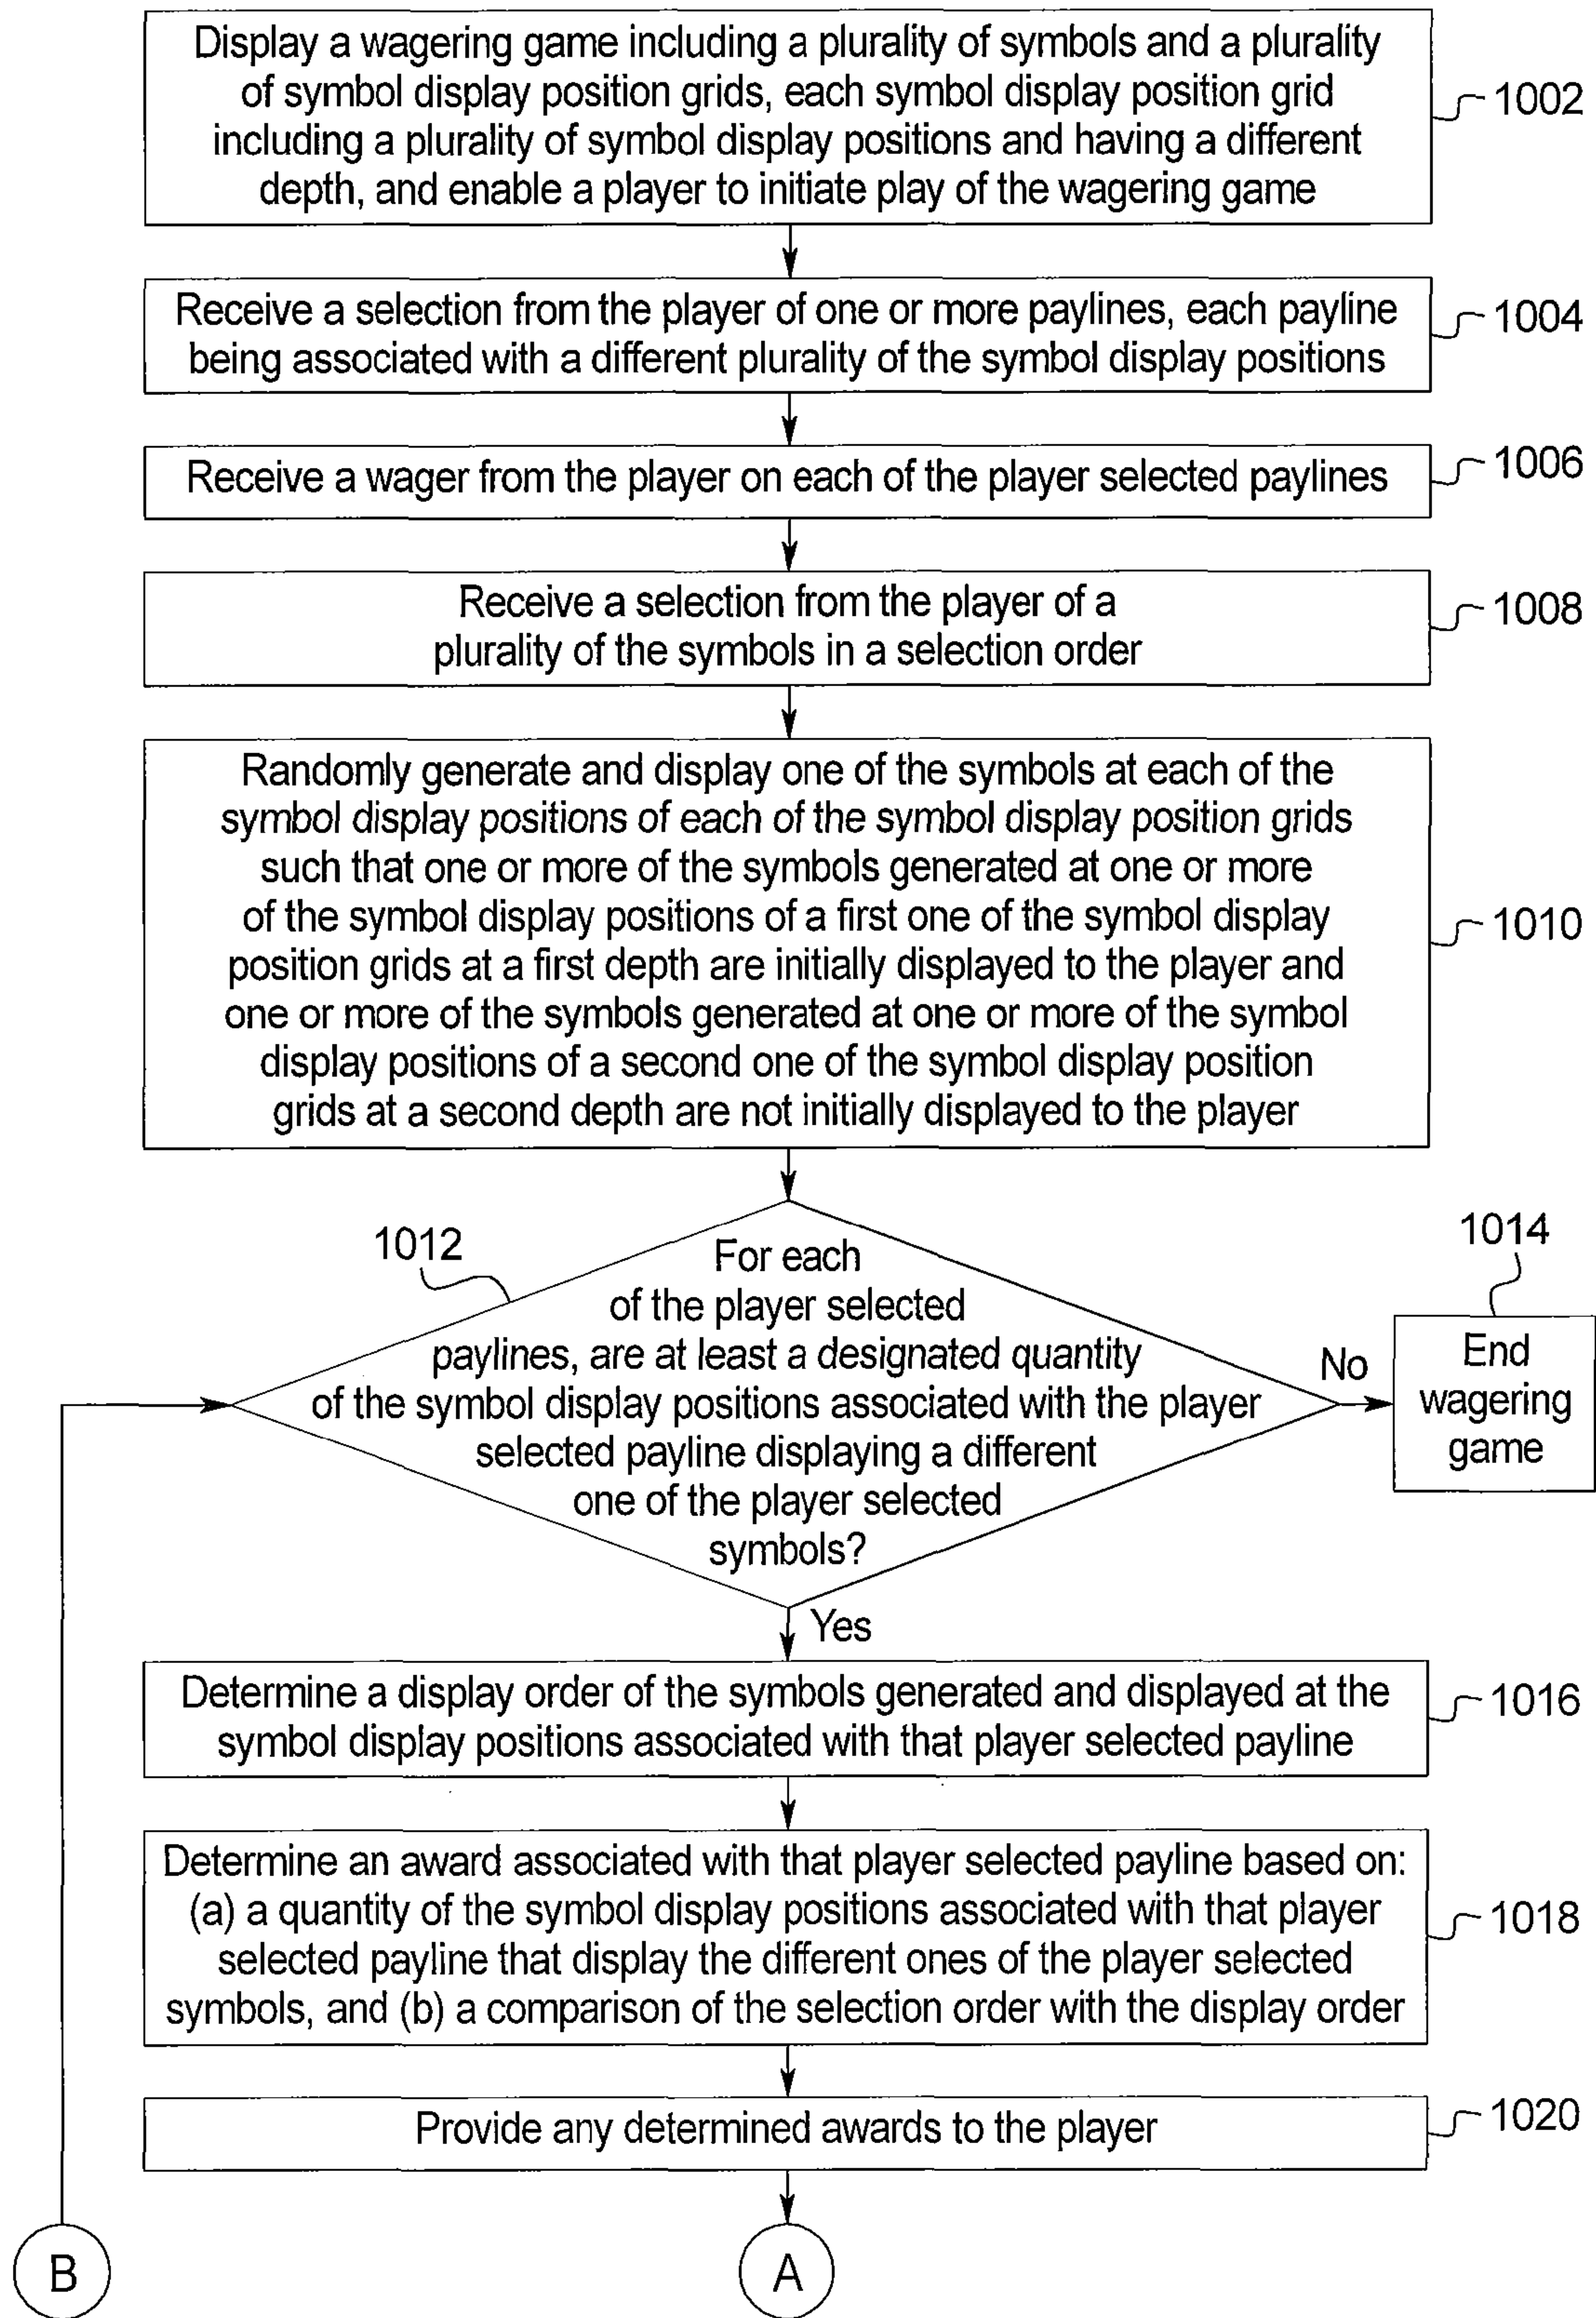 Display a wagering game including a plurality of symbols and a plurality
of symbol display position grids, each symbol display position grid
including a plurality of symbol display positions and having a different
depth, and enable a player to initiate play of the wagering game
1002
Receive a selection from the player of one or more paylines, each payline
being associated with a different plurality of the symbol display positions
1004
Receive a wager from the player on each of the player selected paylines
1006
Receive a selection from the player of a
plurality of the symbols in a selection order
1008
Randomly generate and display one of the symbols at each of the
symbol display positions of each of the symbol display position grids
such that one or more of the symbols generated at one or more
of the symbol display positions of a first one of the symbol display
position grids at a first depth are initially displayed to the player and
one or more of the symbols generated at one or more of the symbol
display positions of a second one of the symbol display position
grids at a second depth are not initially displayed to the player
1010
1012
For each
of the player selected
paylines, are at least a designated quantity
of the symbol display positions associated with the player
selected payline displaying a different
one of the player selected
symbols?
No
1014
End
wagering
game
Yes
Determine a display order of the symbols generated and displayed at the
symbol display positions associated with that player selected payline
1016
Determine an award associated with that player selected payline based on:
(a) a quantity of the symbol display positions associated with that player
selected payline that display the different ones of the player selected
symbols, and (b) a comparison of the selection order with the display order
1018
Provide any determined awards to the player
1020
B
A